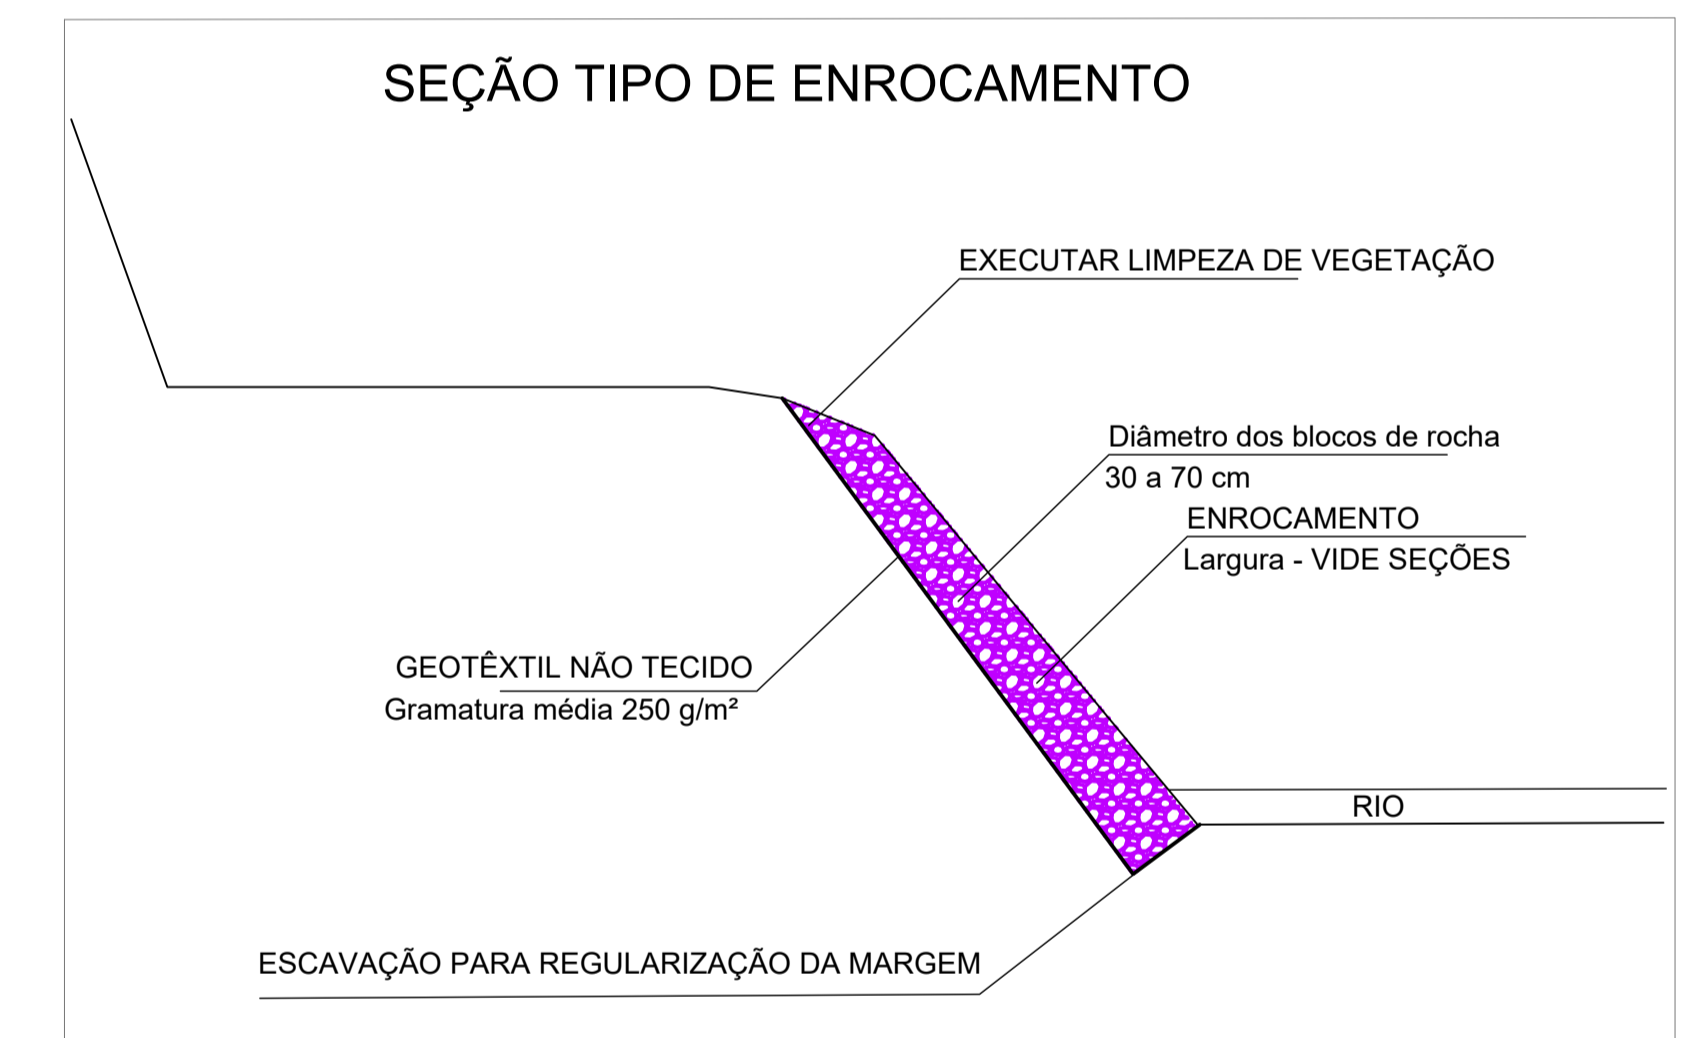 SEÇÃO TIPO DE ENROCAMENTO
EXECUTAR LIMPEZA DE VEGETAÇÃO
Diâmetro dos blocos de rocha
30 a 70 cm
ENROCAMENTO
Largura - VIDE SEÇÕES
GEOTÊXTIL NÃO TECIDO
Gramatura média 250 g/m²
RIO
ESCAVAÇÃO PARA REGULARIZAÇÃO DA MARGEM